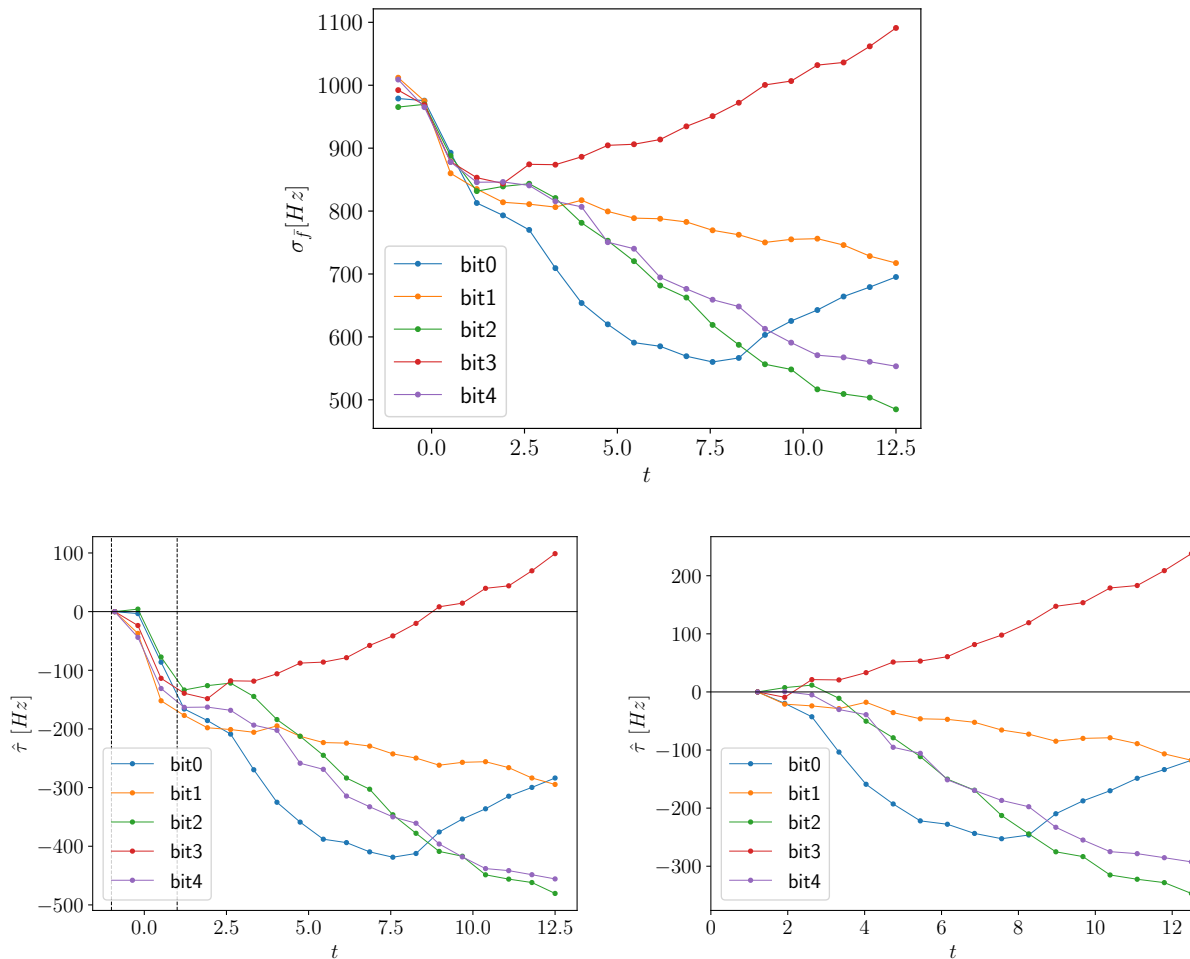 1100
1000
900
800
700
600
500
σ_f̄ [Hz]
bit0
bit1
bit2
bit3
bit4
0.0 2.5 5.0 7.5 10.0 12.5
t
100
0
−100
−200
−300
−400
−500
τ̂ [Hz]
bit0
bit1
bit2
bit3
bit4
0.0 2.5 5.0 7.5 10.0 12.5
t
200
100
0
−100
−200
−300
τ̂ [Hz]
bit0
bit1
bit2
bit3
bit4
0 2 4 6 8 10 12
t